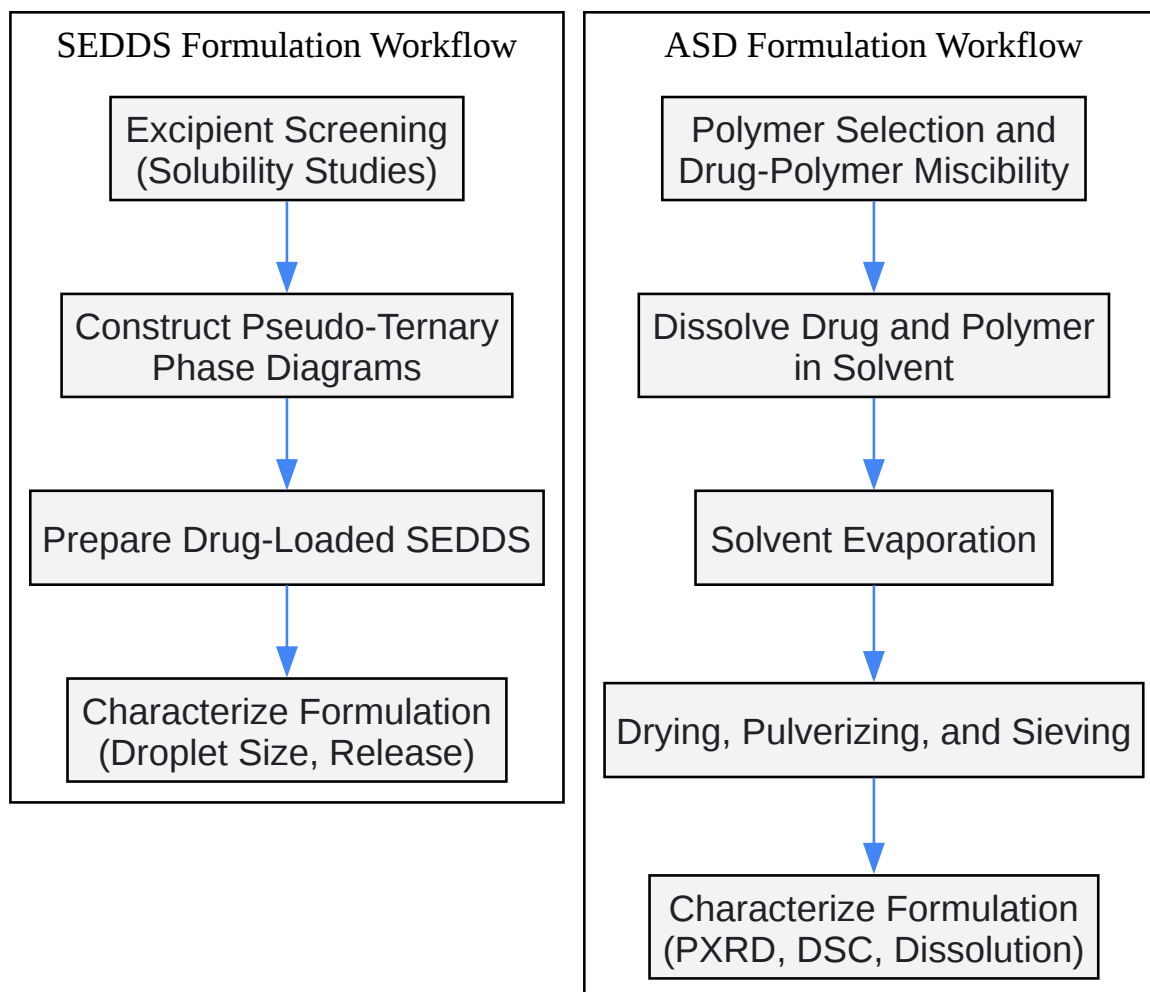 SEDDS Formulation Workflow
Excipient Screening
(Solubility Studies)
Construct Pseudo-Ternary
Phase Diagrams
Prepare Drug-Loaded SEDDS
Characterize Formulation
(Droplet Size, Release)
ASD Formulation Workflow
Polymer Selection and
Drug-Polymer Miscibility
Dissolve Drug and Polymer
in Solvent
Solvent Evaporation
Drying, Pulverizing, and Sieving
Characterize Formulation
(PXRD, DSC, Dissolution)